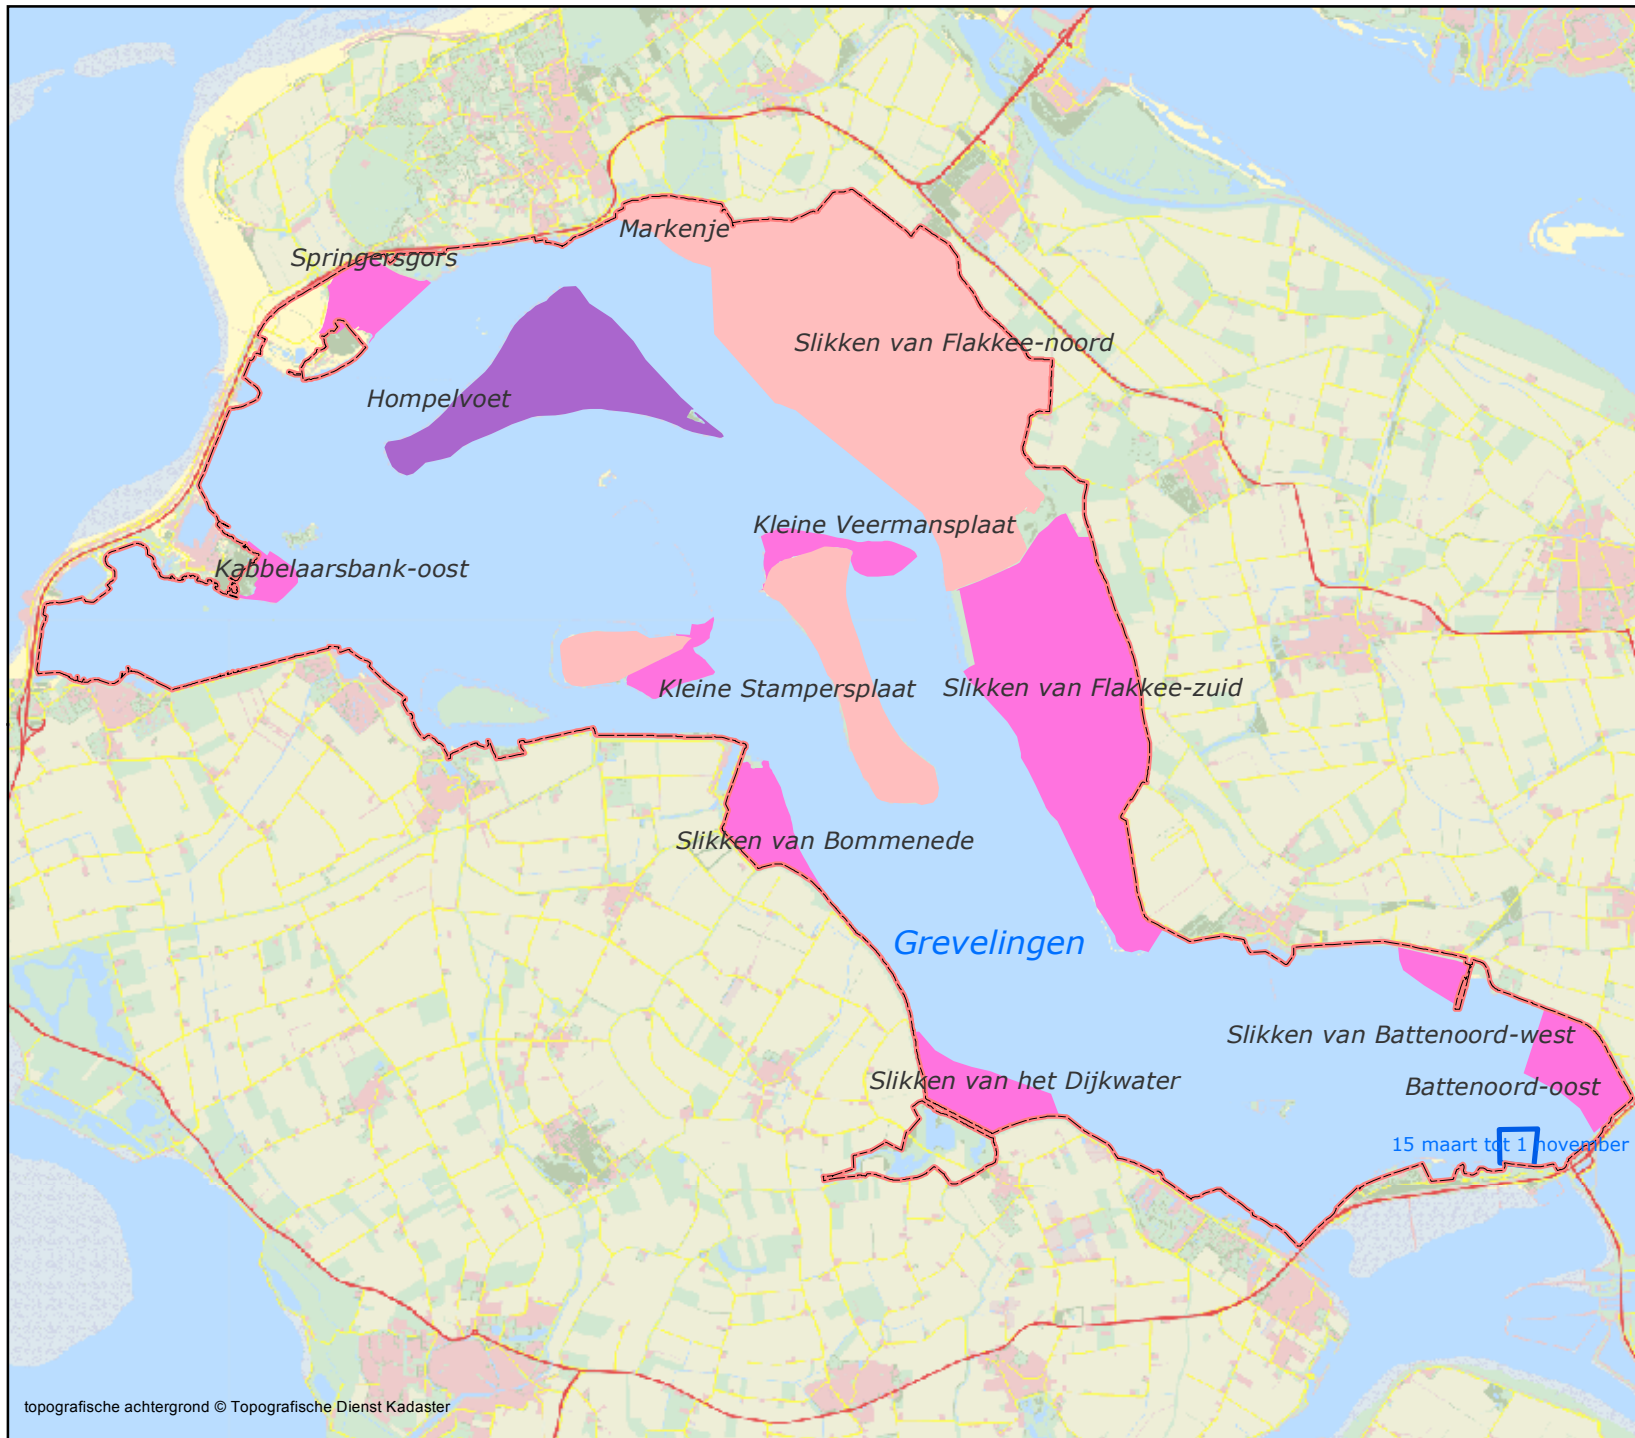 Markenje
Springersgors
Slikken van Flakkee-noord
Hompelvoet
Kleine Veermansplaat
Kabbelaarsbank-oost
Kleine Stampersplaat
Slikken van Flakkee-zuid
Slikken van Bommenede
Grevelingen
Slikken van Battenoord-west
Slikken van het Dijkwater
Battenoord-oost
15 maart tot 1 november
topografische achtergrond © Topografische Dienst Kadaster